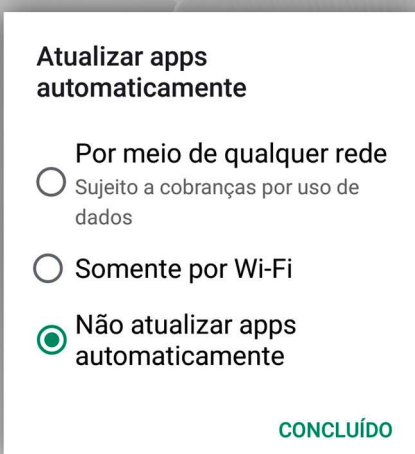 Atualizar apps
automaticamente
Por meio de qualquer rede
Sujeito a cobranças por uso de
dados
Somente por Wi-Fi
Não atualizar apps
automaticamente
CONCLUÍDO